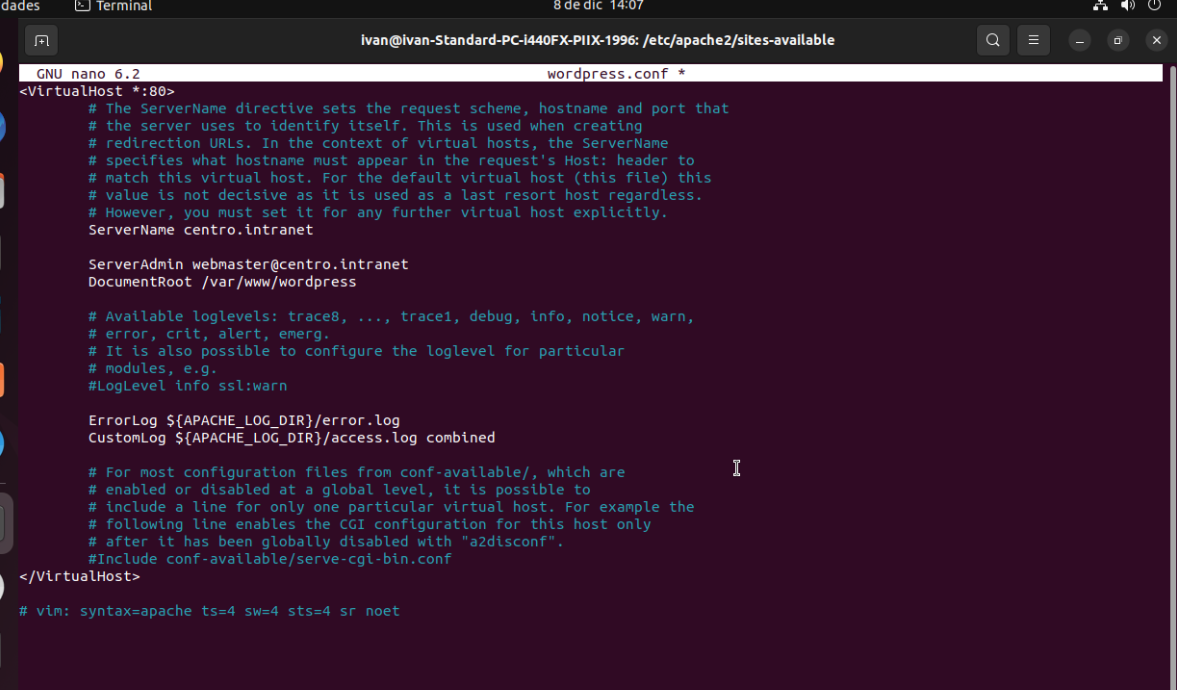 dades
Terminal
8 de dic 14:07
ivan@ivan-Standard-PC-i440FX-PIIX-1996: /etc/apache2/sites-available
GNU nano 6.2 wordpress.conf *
<VirtualHost *:80>
# The ServerName directive sets the request scheme, hostname and port that
# the server uses to identify itself. This is used when creating
# redirection URLs. In the context of virtual hosts, the ServerName
# specifies what hostname must appear in the request's Host: header to
# match this virtual host. For the default virtual host (this file) this
# value is not decisive as it is used as a last resort host regardless.
# However, you must set it for any further virtual host explicitly.
ServerName centro.intranet
ServerAdmin webmaster@centro.intranet
DocumentRoot /var/www/wordpress
# Available loglevels: trace8, ..., trace1, debug, info, notice, warn,
# error, crit, alert, emerg.
# It is also possible to configure the loglevel for particular
# modules, e.g.
#LogLevel info ssl:warn
ErrorLog ${APACHE_LOG_DIR}/error.log
CustomLog ${APACHE_LOG_DIR}/access.log combined
# For most configuration files from conf-available/, which are
# enabled or disabled at a global level, it is possible to
# include a line for only one particular virtual host. For example the
# following line enables the CGI configuration for this host only
# after it has been globally disabled with "a2disconf".
#Include conf-available/serve-cgi-bin.conf
</VirtualHost>
# vim: syntax=apache ts=4 sw=4 sts=4 sr noet